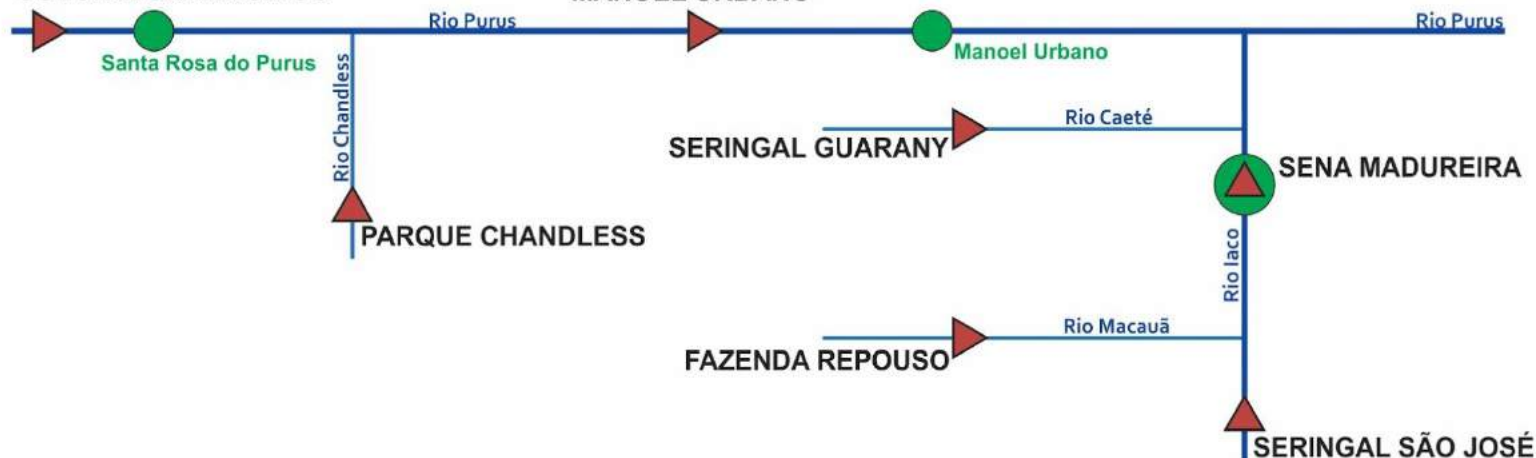 Rio Purus
Rio Purus
Santa Rosa do Purus
Manoel Urbano
Rio Chandless
Rio Caeté
SERINGAL GUARANY
SENA MADUREIRA
PARQUE CHANDLESS
Rio Iaco
Rio Macauã
FAZENDA REPOUSO
SERINGAL SÃO JOSÉ